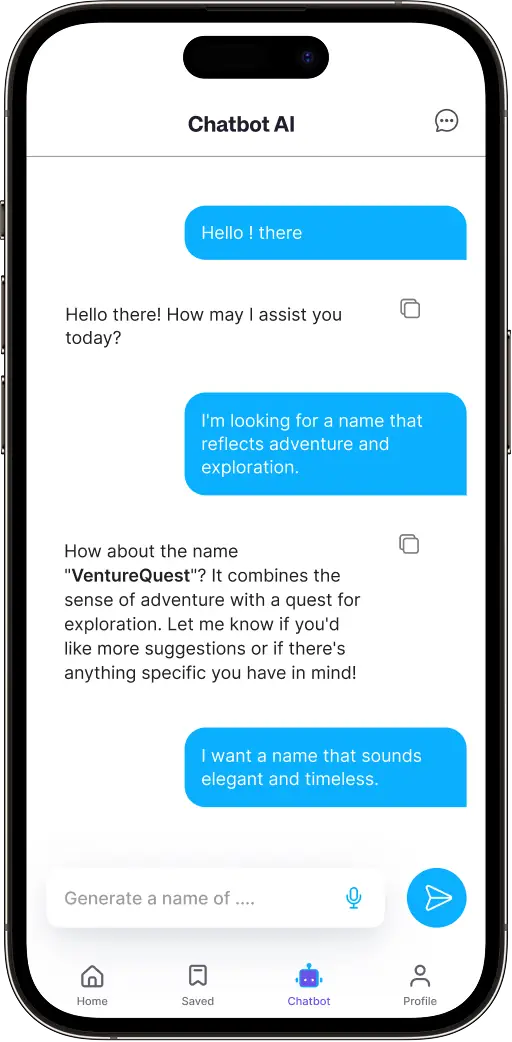 Chatbot AI
Hello ! there
Hello there! How may I assist you
today?
I'm looking for a name that
reflects adventure and
exploration.
How about the name
"VentureQuest"? It combines the
sense of adventure with a quest for
exploration. Let me know if you'd
like more suggestions or if there's
anything specific you have in mind!
I want a name that sounds
elegant and timeless.
Generate a name of ....
Home
Saved
Chatbot
Profile